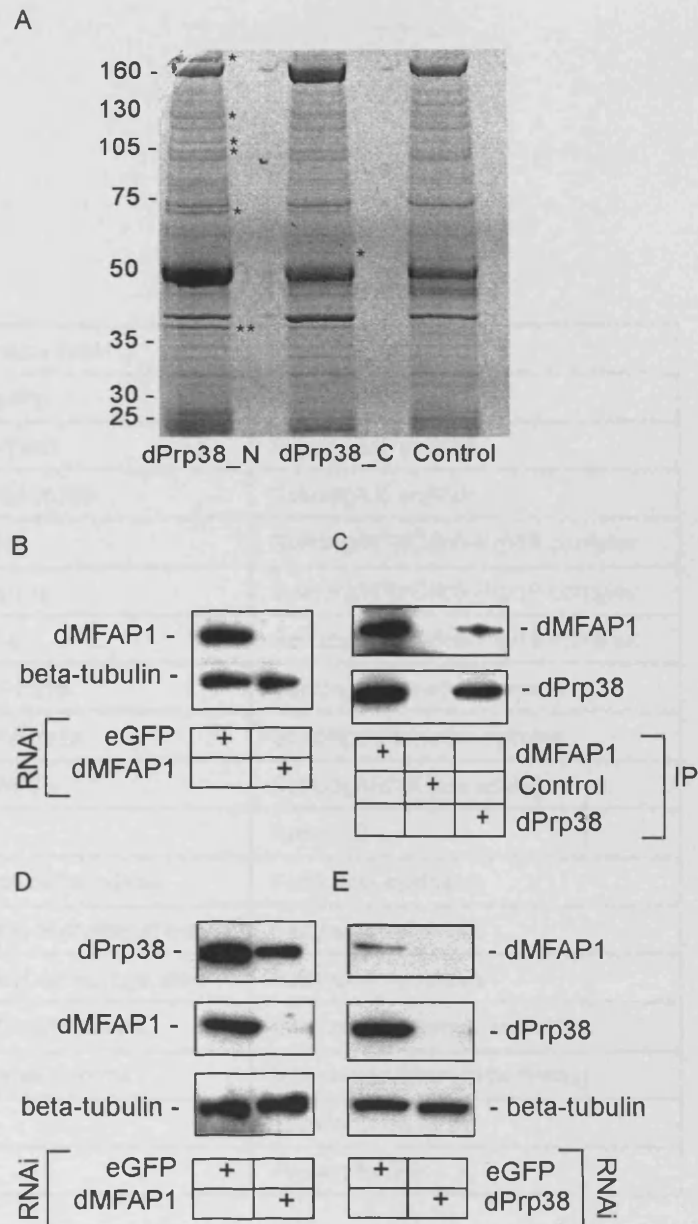 A
160 -
130
105 -
75
50
35 -
30
25 -
*
*
*
*
*
*
**
dPrp38_N dPrp38_C Control
B
dMFAP1 -
beta-tubulin -
RNAi
eGFP +
dMFAP1 +
C
- dMFAP1
- dPrp38
+ dMFAP1
+ Control
+ dPrp38
IP
D
dPrp38 -
dMFAP1 -
beta-tubulin -
RNAi
eGFP +
dMFAP1 +
E
- dMFAP1
- dPrp38
- beta-tubulin
+ eGFP
+ dPrp38
RNAi